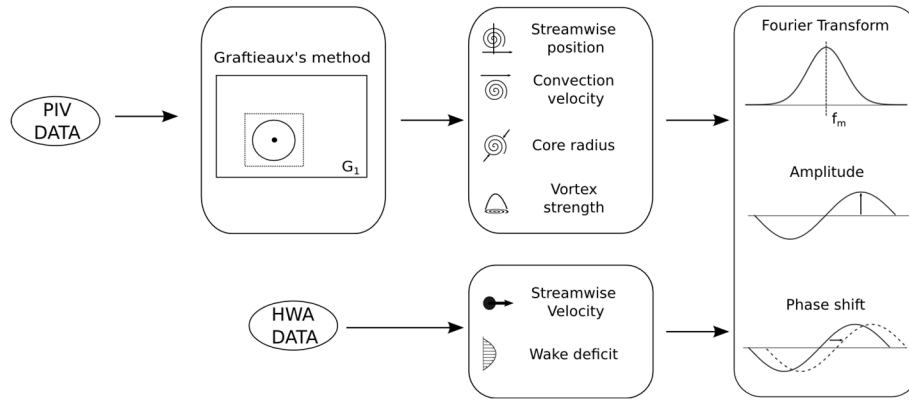 PIV
DATA
Graftieaux's method
G1
Streamwise
position
Convection
velocity
Core radius
Vortex
strength
HWA
DATA
Streamwise
Velocity
Wake deficit
Fourier Transform
fm
Amplitude
Phase shift